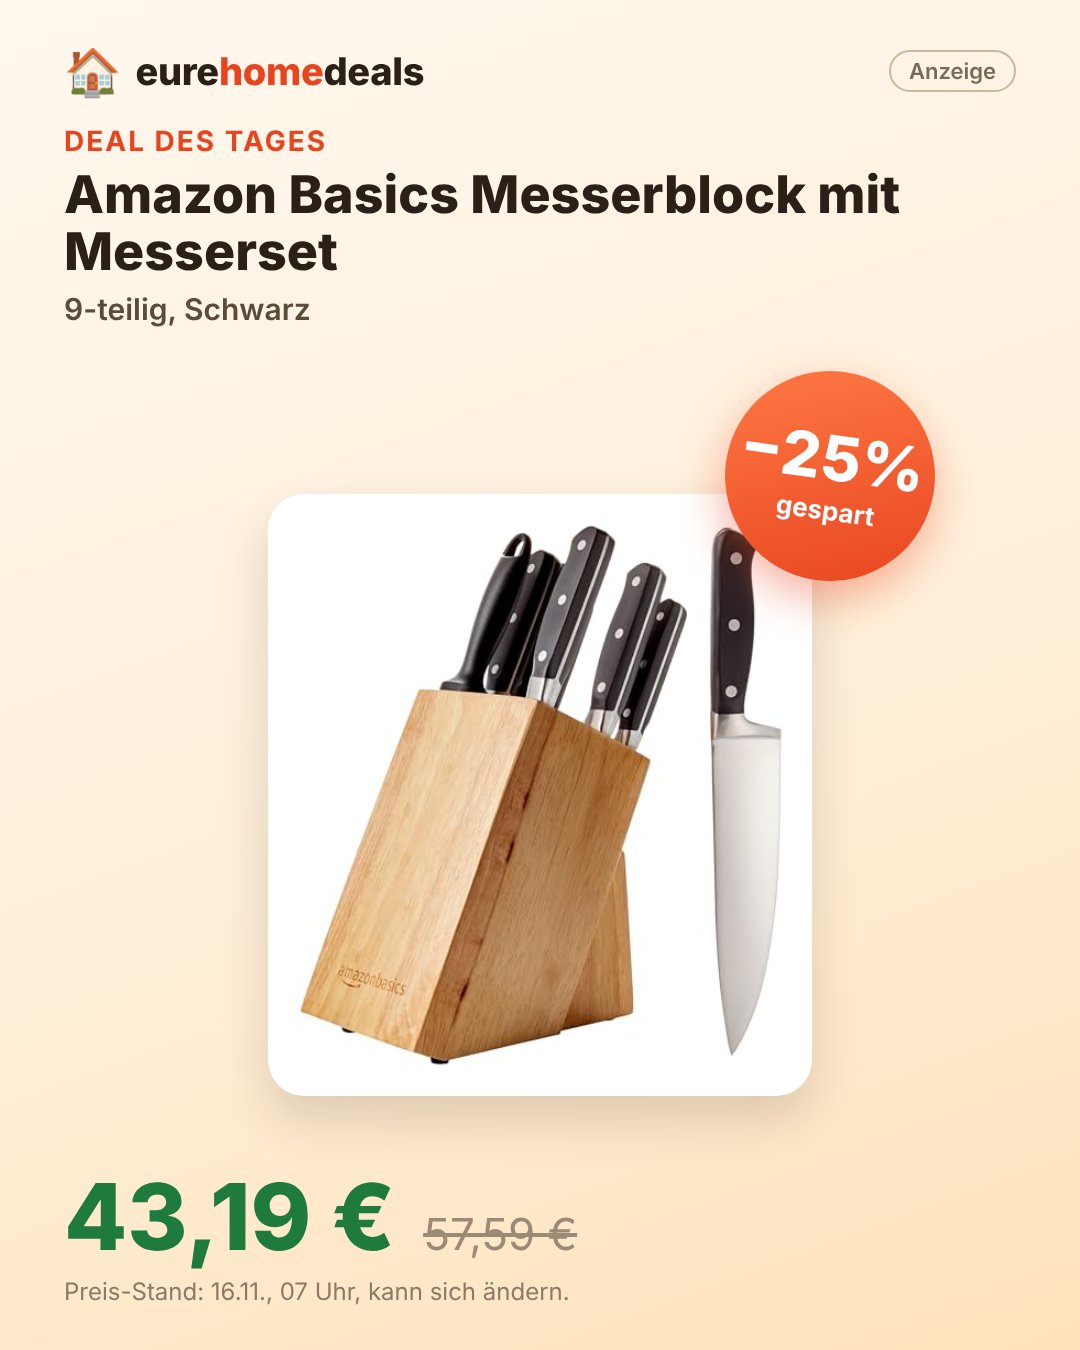 eurehomedeals
Anzeige
DEAL DES TAGES
Amazon Basics Messerblock mit
Messerset
9-teilig, Schwarz
−25%
gespart
amazonbasics
43,19 € 57,59 €
Preis-Stand: 16.11., 07 Uhr, kann sich ändern.